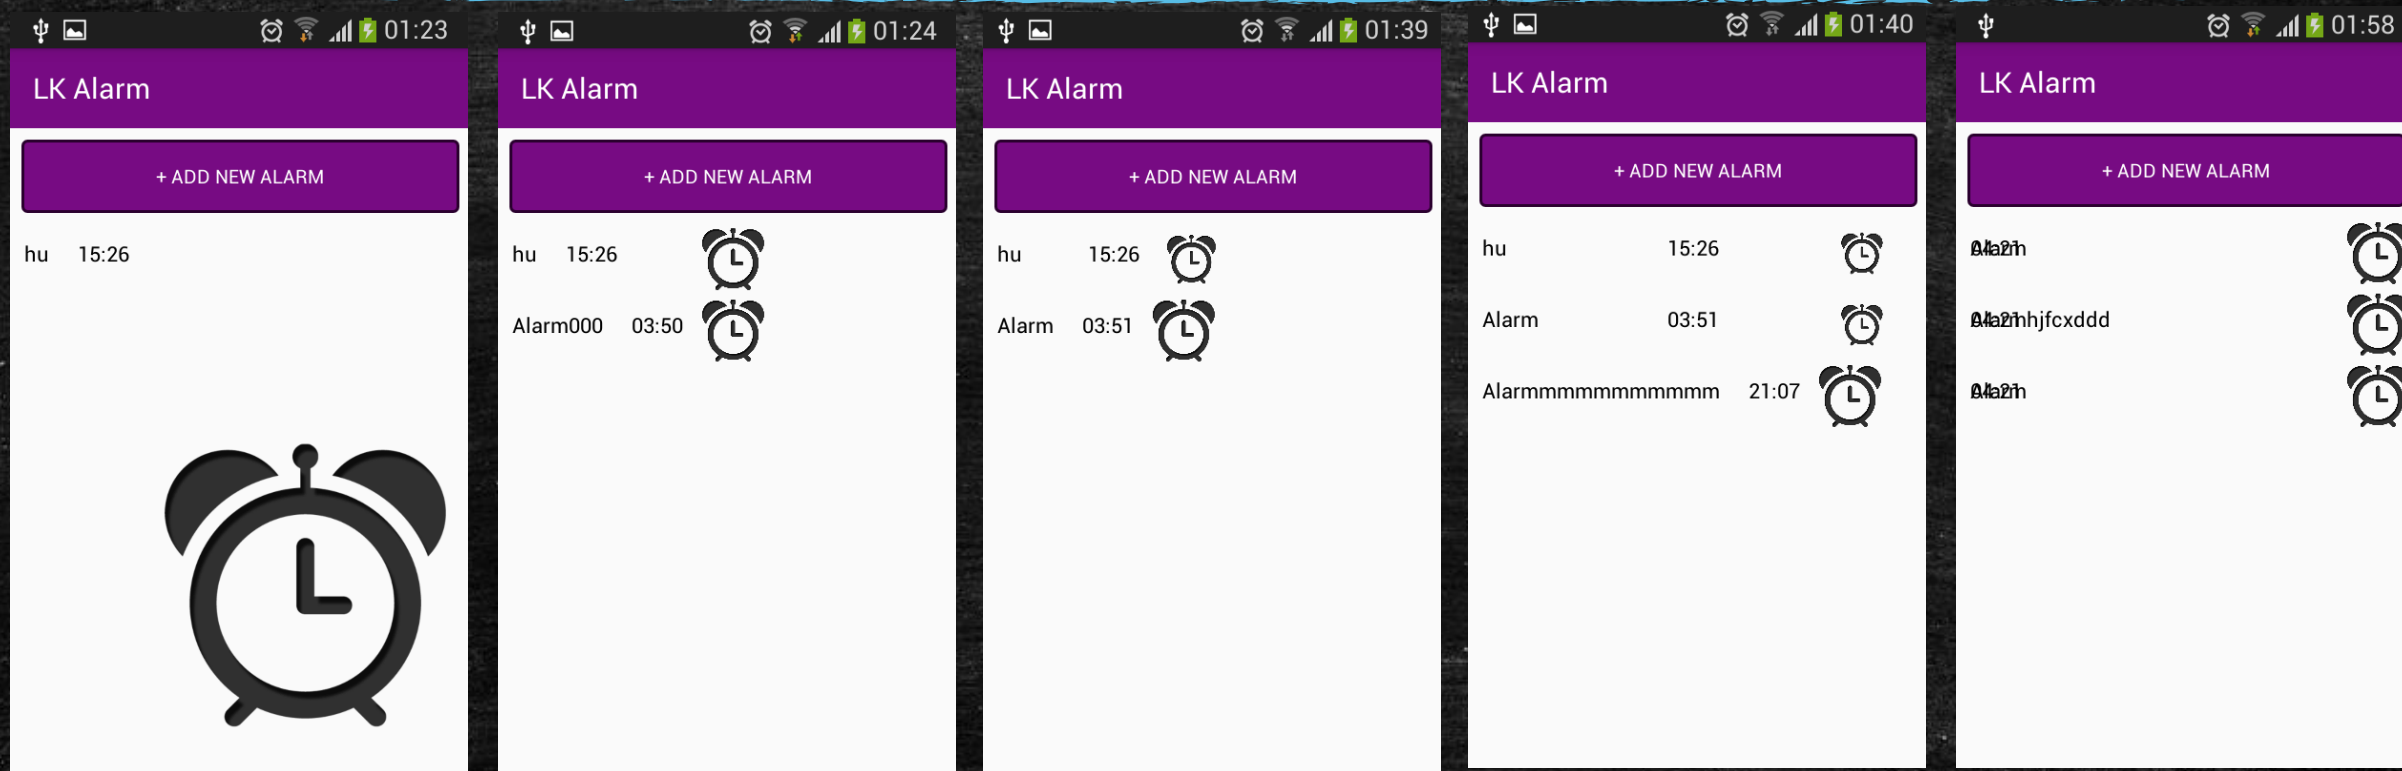 01:23
LK Alarm
+ ADD NEW ALARM
hu 15:26
01:24
LK Alarm
+ ADD NEW ALARM
hu 15:26
Alarm000 03:50
01:39
LK Alarm
+ ADD NEW ALARM
hu 15:26
Alarm 03:51
01:40
LK Alarm
+ ADD NEW ALARM
hu 15:26
Alarm 03:51
Alarmmmmmmmmmmmm 21:07
01:58
LK Alarm
+ ADD NEW ALARM